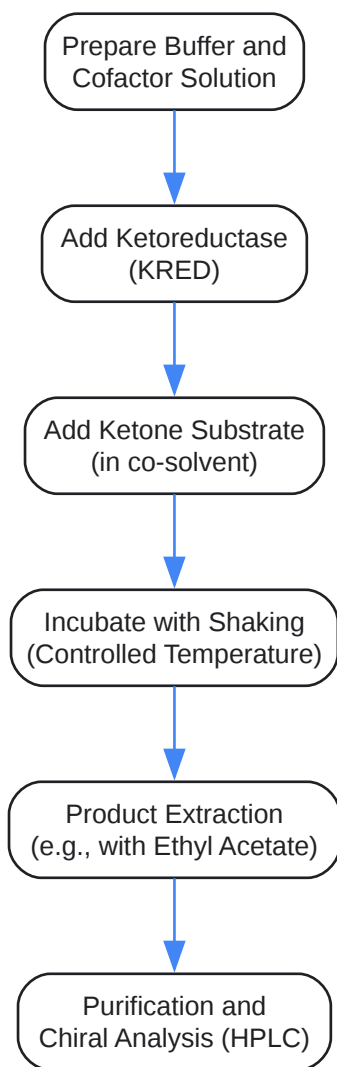 Prepare Buffer and
Cofactor Solution
Add Ketoreductase
(KRED)
Add Ketone Substrate
(in co-solvent)
Incubate with Shaking
(Controlled Temperature)
Product Extraction
(e.g., with Ethyl Acetate)
Purification and
Chiral Analysis (HPLC)